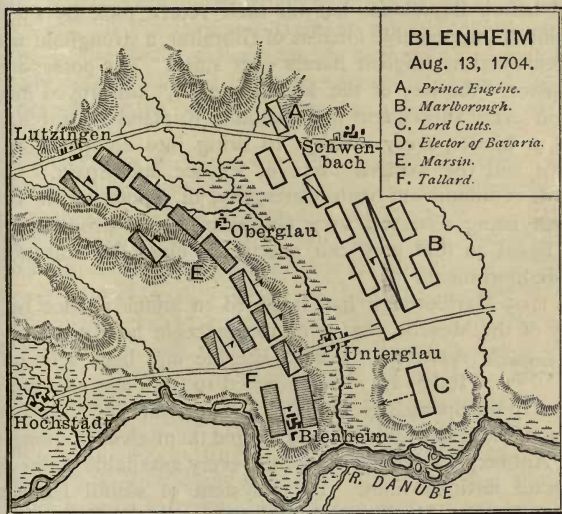 BLENHEIM
Aug. 13, 1704.
A. Prince Eugéne.
B. Marlborough.
C. Lord Cutts.
D. Elector of Bavaria.
E. Marsin.
F. Tallard.
A
Lutzingen
Schwen-
bach
D
Oberglau
B
E
Unterglau
F
C
Hochstädt
Blenheim
R. DANUBE